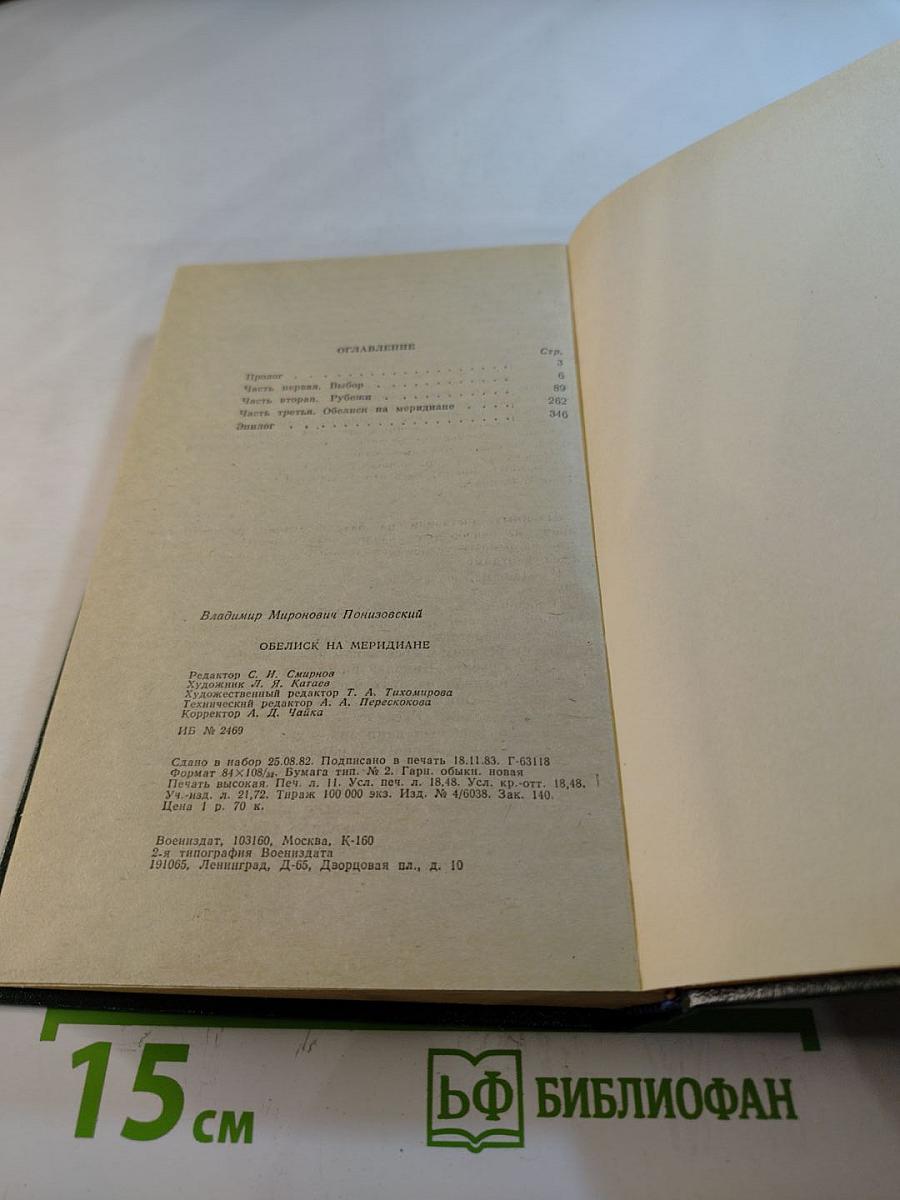 ОГЛАВЛЕНИЕ
Стр.
Пролог . . . . . . . . . . . . . . . . 3
Часть первая. Выбор . . . . . . . . . . 6
Часть вторая. Рубежи . . . . . . . . . . 89
Часть третья. Обелиск на меридиане . . . . 262
Эпилог . . . . . . . . . . . . . . . . 346
Владимир Миронович Понизовский
ОБЕЛИСК НА МЕРИДИАНЕ
Редактор С. И. Смирнов
Художник Л. Я. Катаев
Художественный редактор Т. А. Тихомирова
Технический редактор А. А. Перескокова
Корректор А. Д. Чайка
ИБ № 2469
Сдано в набор 25.08.82. Подписано в печать 18.11.83. Г-63118
Формат 84×108/₃₂. Бумага тип. № 2. Гарн. обыкн. новая
Печать высокая. Печ. л. 11. Усл. печ. л. 18,48. Усл. кр.-отт. 18,48.
Уч.-изд. л. 21,72. Тираж 100 000 экз. Изд. № 4/6038. Зак. 140.
Цена 1 р. 70 к.
Воениздат, 103160, Москва, К-160
2-я типография Воениздата
191065, Ленинград, Д-65, Дворцовая пл., д. 10
15 см
ЬФ БИБЛИОФАН